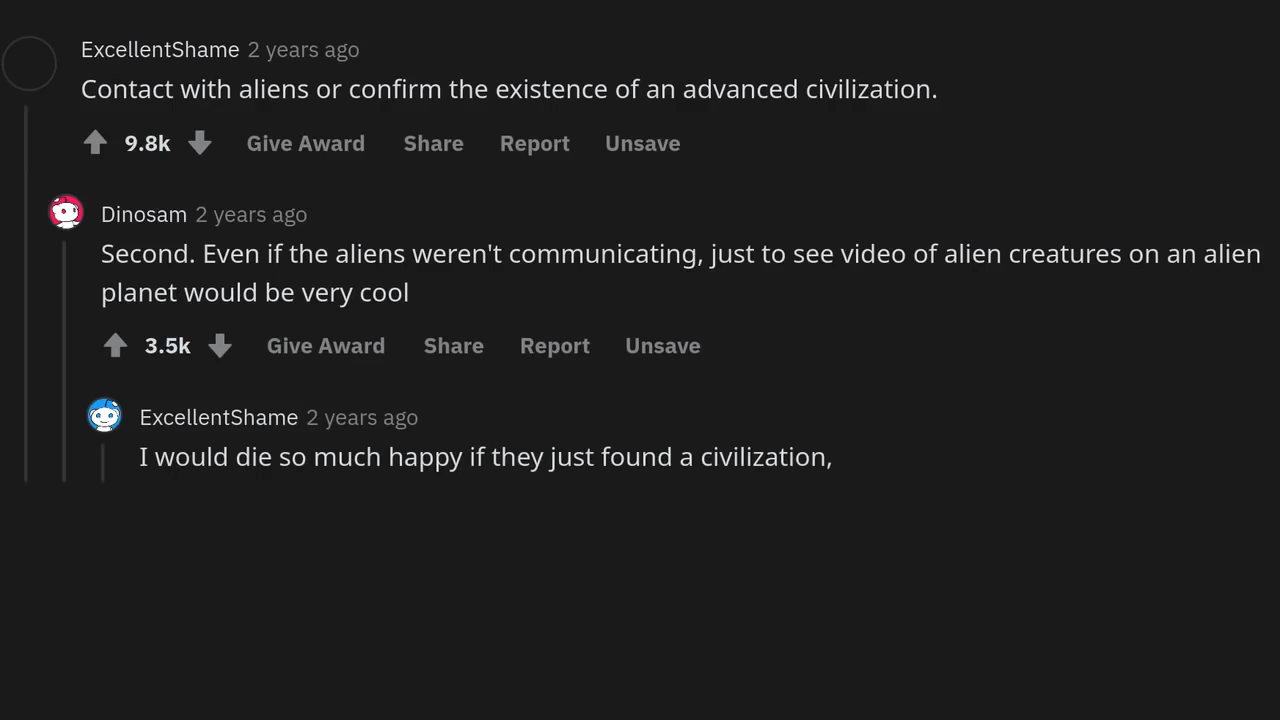 ExcellentShame 2 years ago
Contact with aliens or confirm the existence of an advanced civilization.
9.8k Give Award Share Report Unsave
Dinosam 2 years ago
Second. Even if the aliens weren't communicating, just to see video of alien creatures on an alien
planet would be very cool
3.5k Give Award Share Report Unsave
ExcellentShame 2 years ago
I would die so much happy if they just found a civilization,